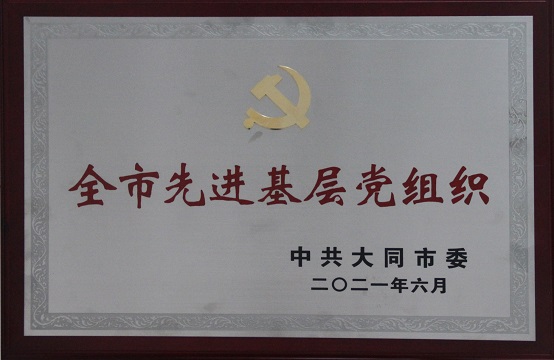 全市先进基层党组织
中共大同市委
二〇二一年六月